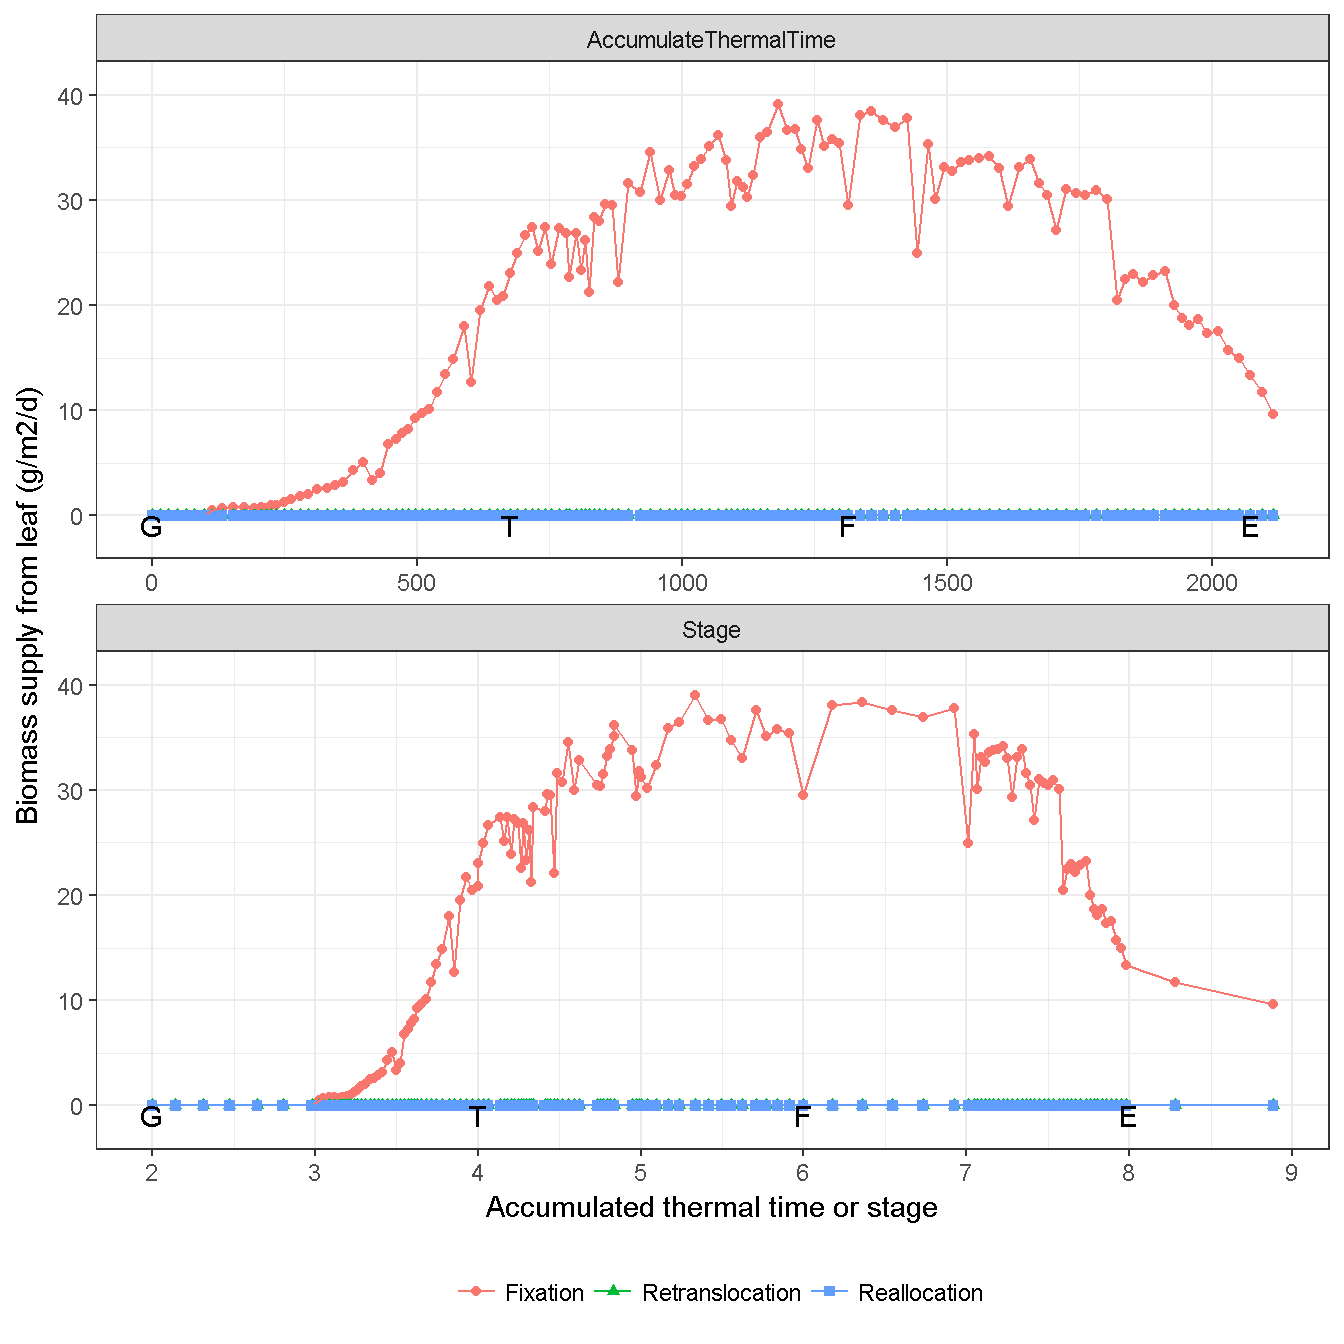 AccumulateThermalTime
40
30
20
10
0
G T F E
0 500 1000 1500 2000
Biomass supply from leaf (g/m2/d)
Stage
40
30
20
10
0
G T F E
2 3 4 5 6 7 8 9
Accumulated thermal time or stage
Fixation Retranslocation Reallocation